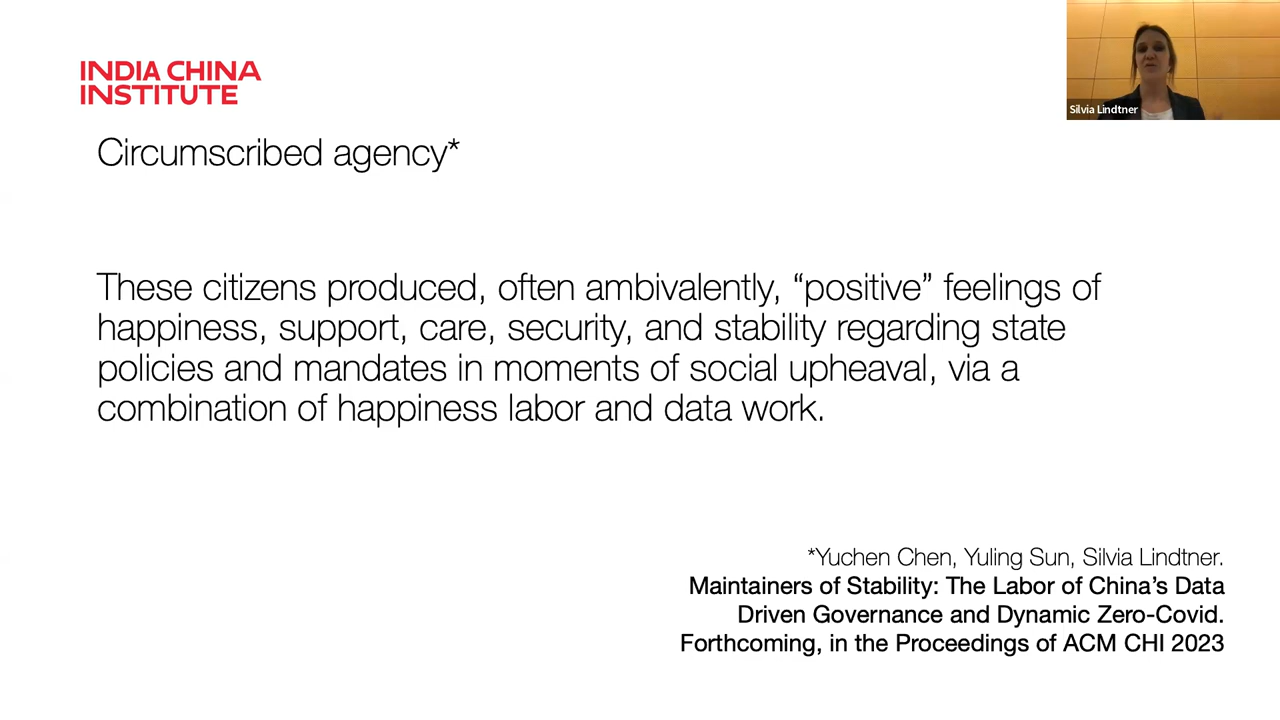 INDIA CHINA
INSTITUTE
Silvia Lindtner
Circumscribed agency*
These citizens produced, often ambivalently, “positive” feelings of
happiness, support, care, security, and stability regarding state
policies and mandates in moments of social upheaval, via a
combination of happiness labor and data work.
*Yuchen Chen, Yuling Sun, Silvia Lindtner.
Maintainers of Stability: The Labor of China’s Data
Driven Governance and Dynamic Zero-Covid.
Forthcoming, in the Proceedings of ACM CHI 2023